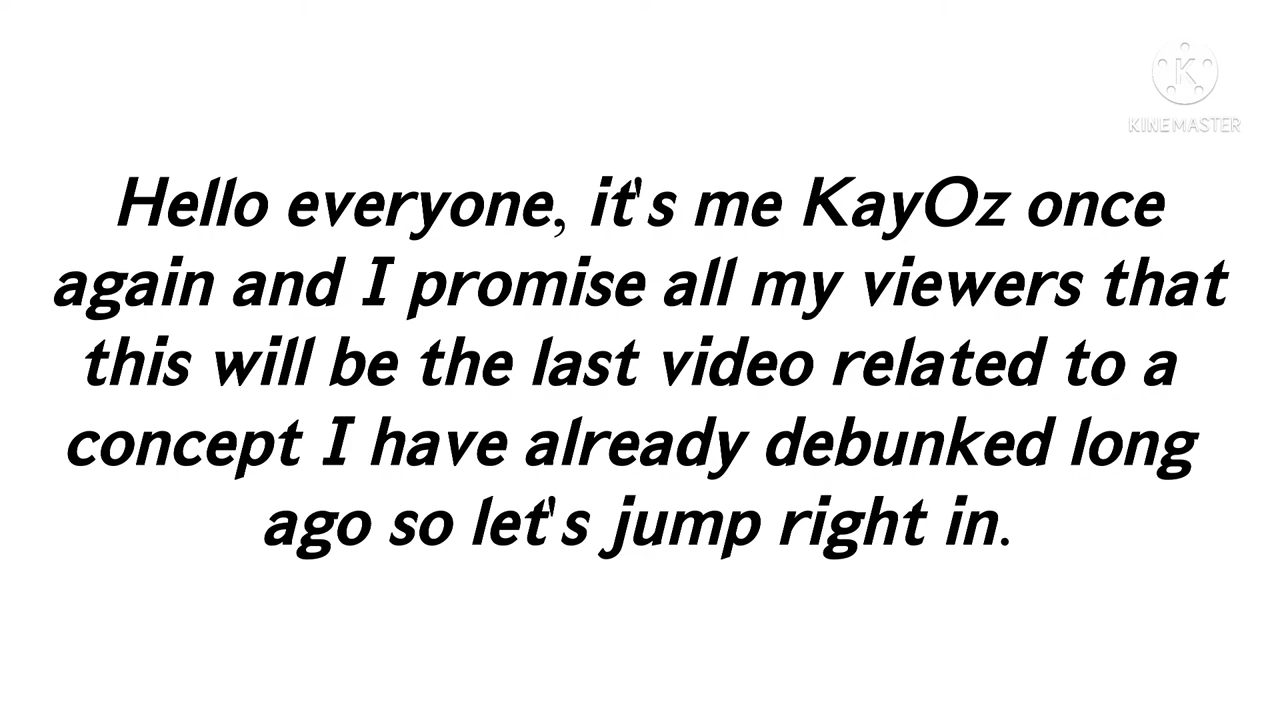 K
KINEMASTER
Hello everyone, it's me KayOz once
again and I promise all my viewers that
this will be the last video related to a
concept I have already debunked long
ago so let's jump right in.